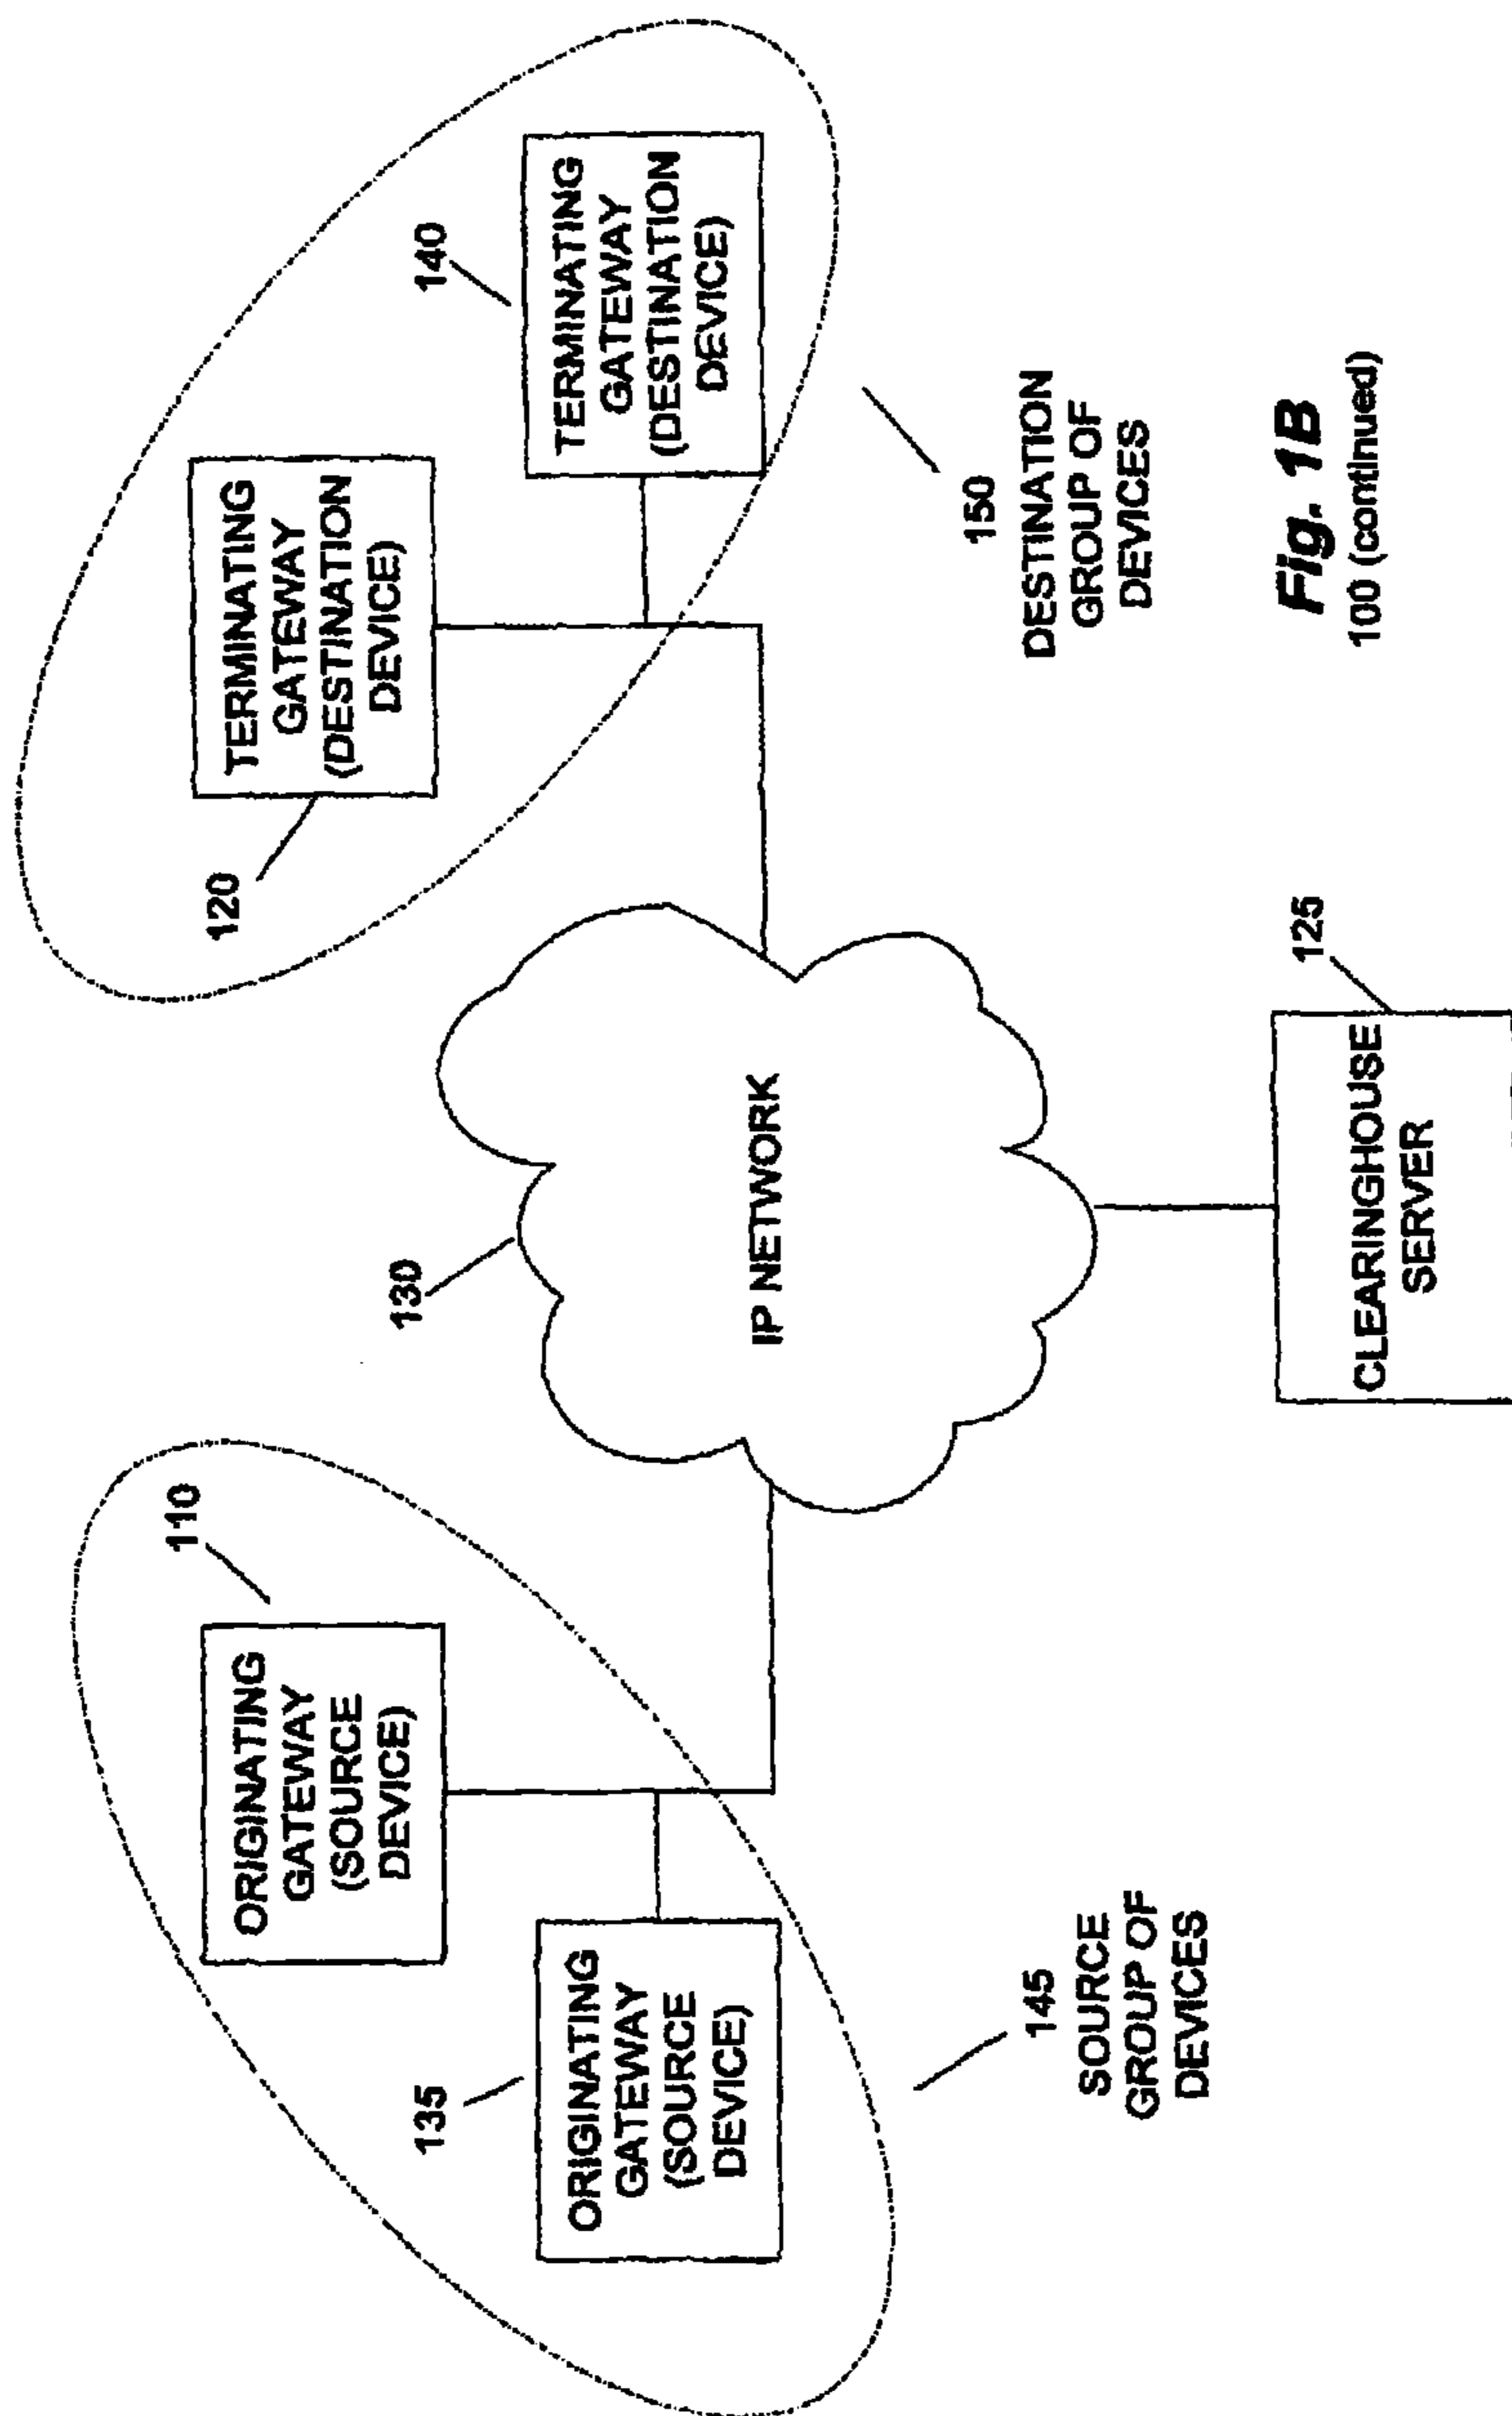 120
TERMINATING
GATEWAY
(DESTINATION
DEVICE)
140
TERMINATING
GATEWAY
(DESTINATION
DEVICE)
110
ORIGINATING
GATEWAY
(SOURCE
DEVICE)
135
ORIGINATING
GATEWAY
(SOURCE
DEVICE)
130
IP NETWORK
145
SOURCE
GROUP OF
DEVICES
150
DESTINATION
GROUP OF
DEVICES
125
CLEARINGHOUSE
SERVER
Fig. 1B
100 (continued)